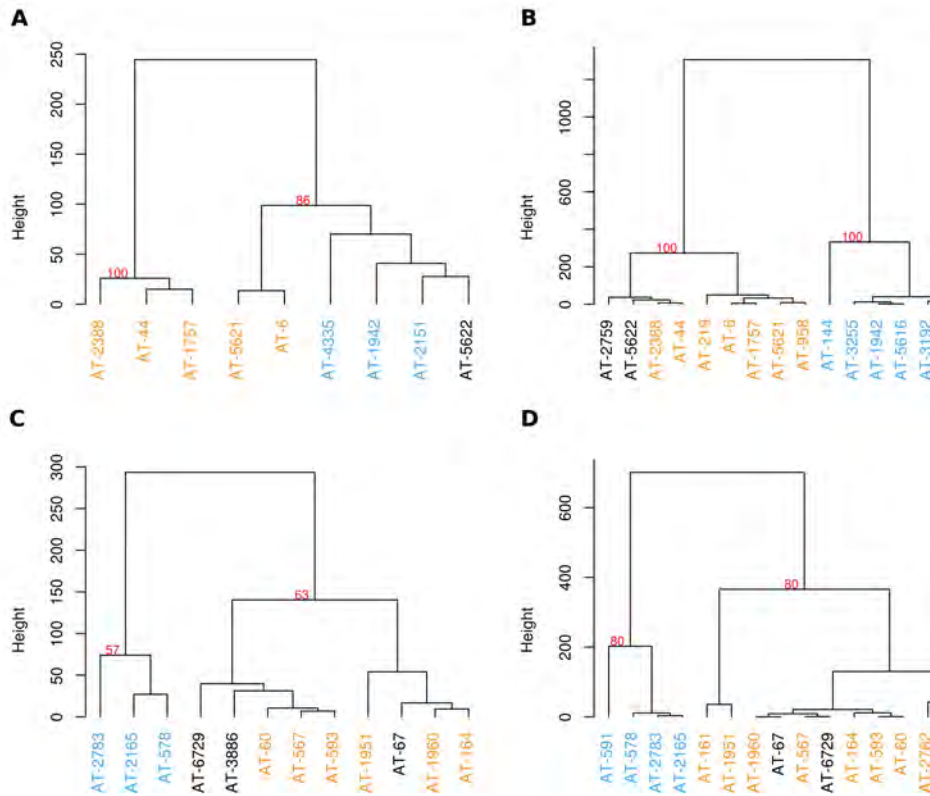 A
Height
250
200
150
100
50
0
86
100
AT-2388
AT-44
AT-1757
AT-5621
AT-6
AT-4335
AT-1942
AT-2151
AT-5622
B
Height
1000
600
200
0
100
100
AT-2759
AT-5622
AT-2388
AT-44
AT-219
AT-6
AT-1757
AT-5621
AT-958
AT-144
AT-3255
AT-1942
AT-5616
AT-3192
C
Height
300
250
200
150
100
50
0
63
57
AT-2783
AT-2165
AT-578
AT-6729
AT-3886
AT-60
AT-567
AT-593
AT-1951
AT-67
AT-1960
AT-164
D
Height
600
400
200
0
80
80
AT-591
AT-578
AT-2783
AT-2165
AT-161
AT-1951
AT-1960
AT-67
AT-567
AT-6729
AT-164
AT-593
AT-60
AT-2762